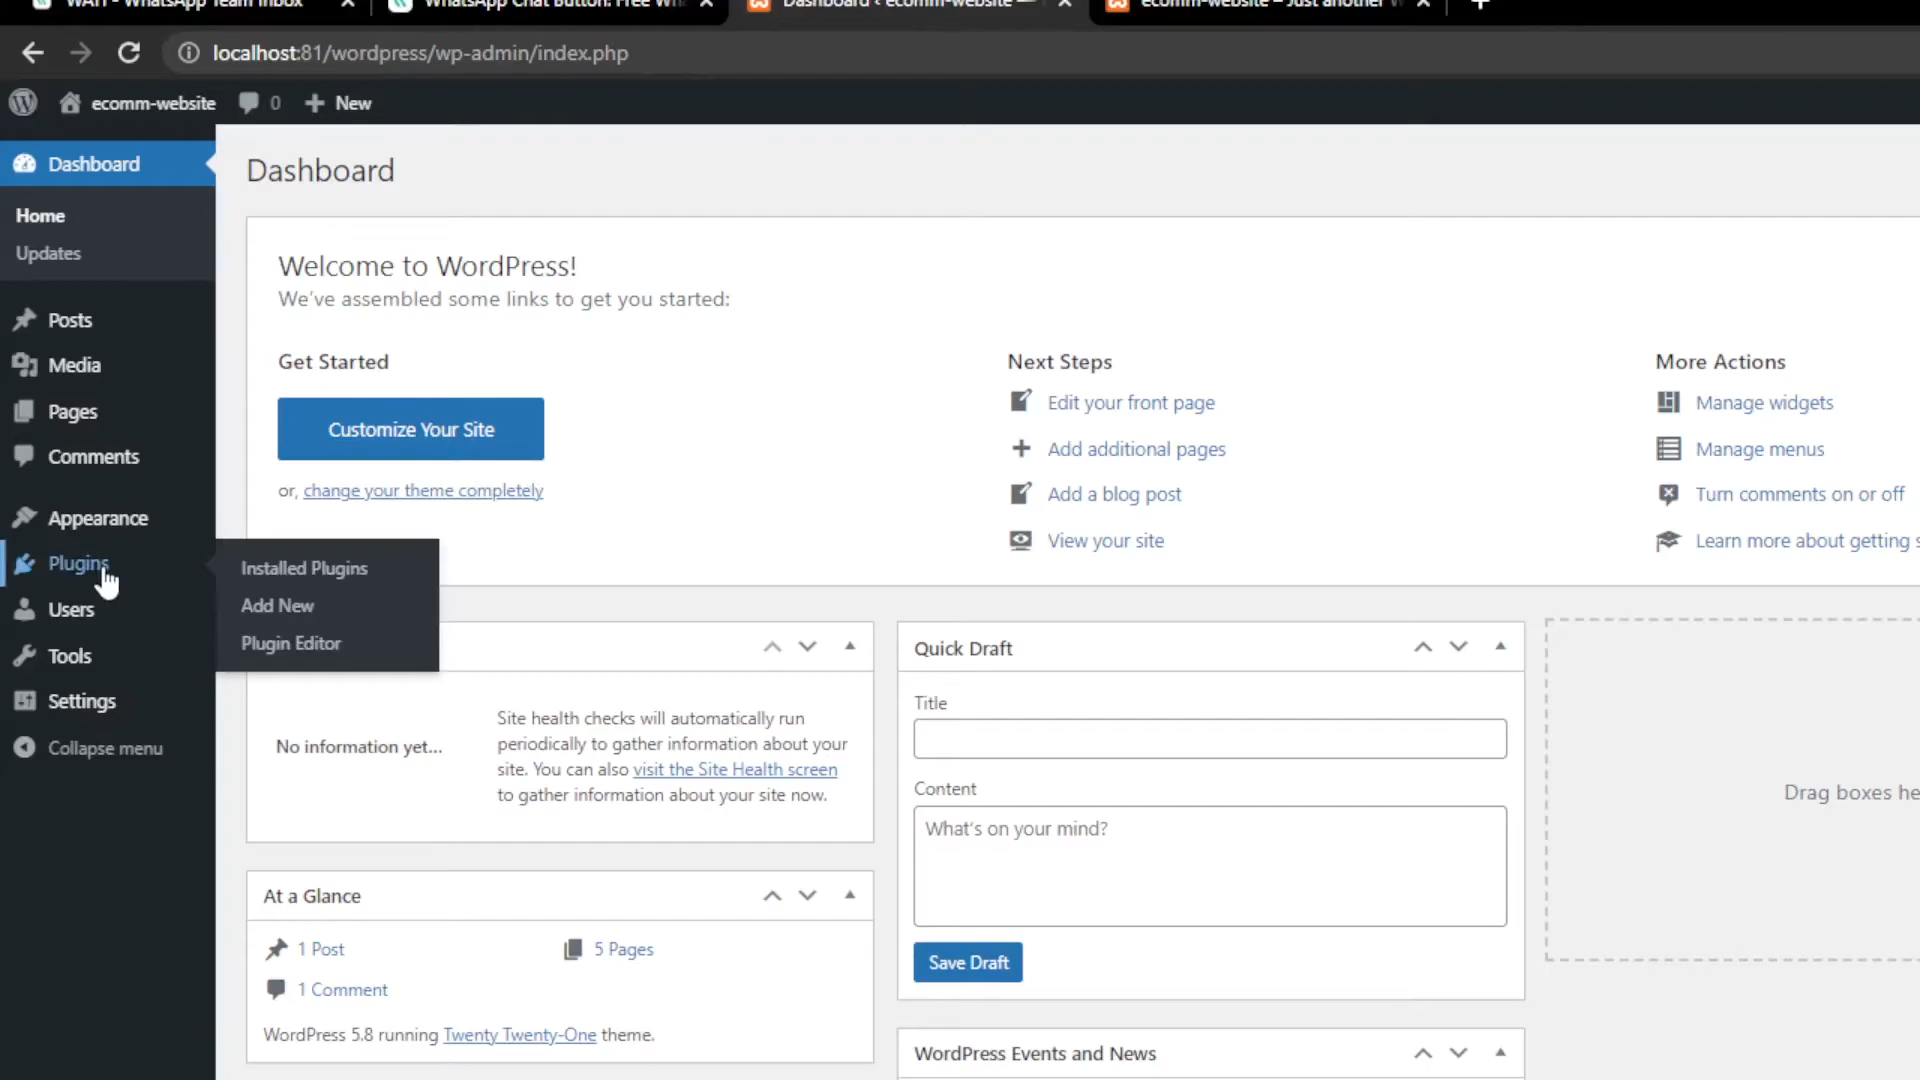 WATI - WhatsApp Team Inbox
WhatsApp Chat Button: Free Wh
Dashboard ‹ ecomm-website —
ecomm-website – Just another W
localhost:81/wordpress/wp-admin/index.php
ecomm-website
0
New
Dashboard
Home
Updates
Posts
Media
Pages
Comments
Appearance
Plugins
Users
Tools
Settings
Collapse menu
Installed Plugins
Add New
Plugin Editor
Dashboard
Welcome to WordPress!
We've assembled some links to get you started:
Get Started
Customize Your Site
or, change your theme completely
Next Steps
Edit your front page
Add additional pages
Add a blog post
View your site
More Actions
Manage widgets
Manage menus
Turn comments on or off
Learn more about getting s
No information yet...
Site health checks will automatically run
periodically to gather information about your
site. You can also visit the Site Health screen
to gather information about your site now.
At a Glance
1 Post
5 Pages
1 Comment
WordPress 5.8 running Twenty Twenty-One theme.
Quick Draft
Title
Content
What's on your mind?
Save Draft
WordPress Events and News
Drag boxes he